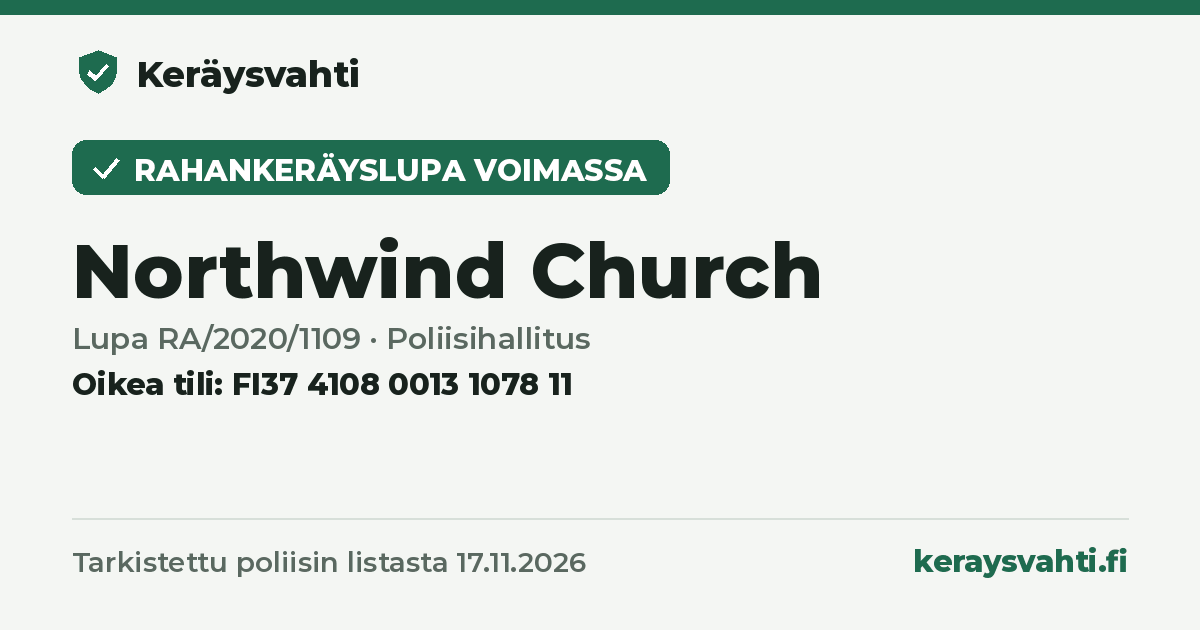 Keräysvahti
RAHANKERÄYSLUPA VOIMASSA
Northwind Church
Lupa RA/2020/1109 · Poliisihallitus
Oikea tili: FI37 4108 0013 1078 11
Tarkistettu poliisin listasta 17.11.2026
keraysvahti.fi